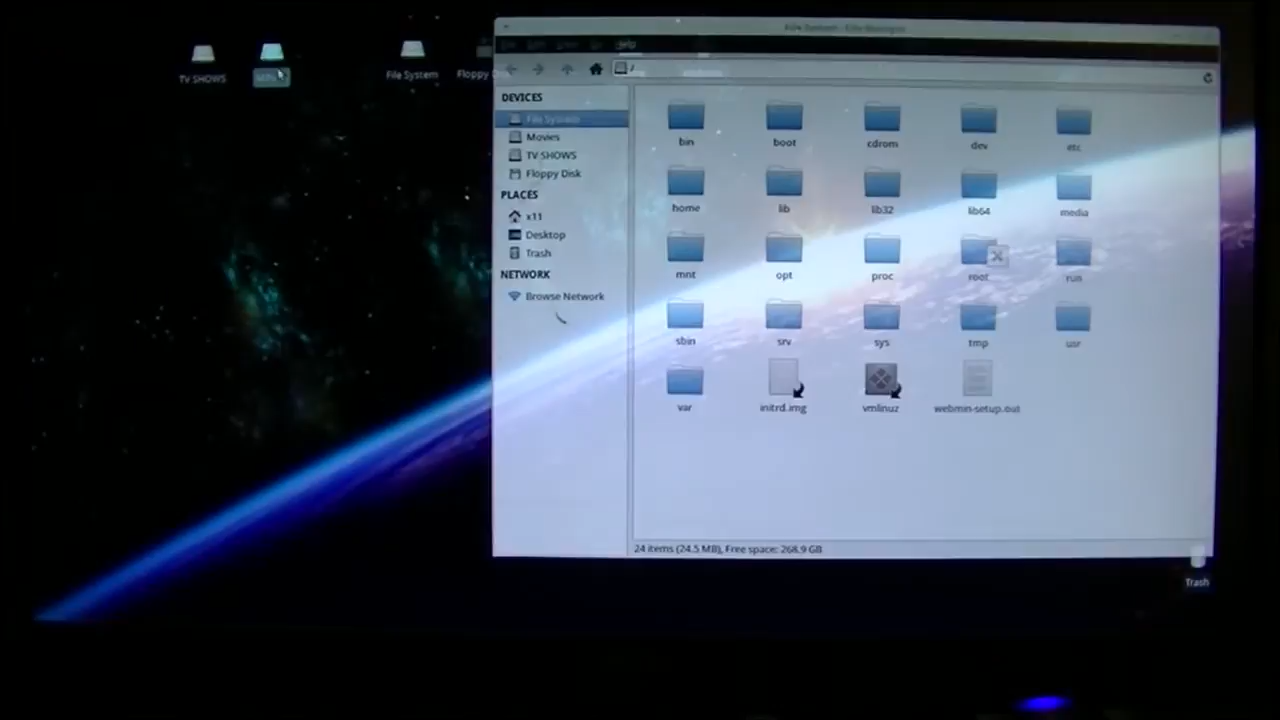 File System - File Manager
Help
/
TV SHOWS
File System
Floppy
DEVICES
File System
Movies
TV SHOWS
Floppy Disk
PLACES
x11
Desktop
Trash
NETWORK
Browse Network
bin boot cdrom dev etc
home lib lib32 lib64 media
mnt opt proc root run
sbin srv sys tmp usr
var initrd.img vmlinuz webmin-setup.out
24 items (24.5 MB), Free space: 268.9 GB
Trash